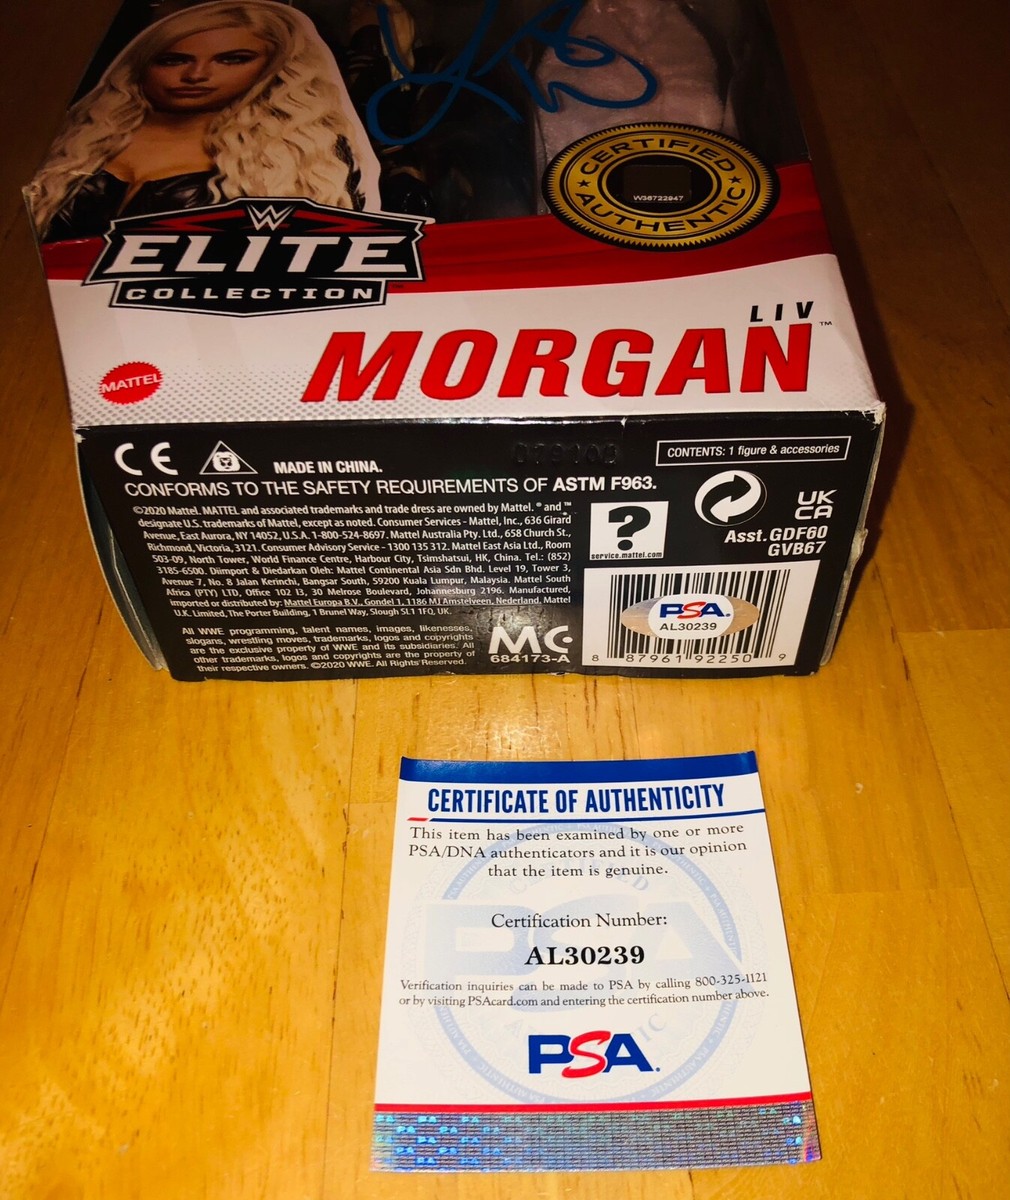 CERTIFIED
W36722947
AUTHENTIC
W
ELITE
COLLECTION
LIV
MORGAN™
MATTEL
CE
MADE IN CHINA.
CONTENTS: 1 figure & accessories
CONFORMS TO THE SAFETY REQUIREMENTS OF ASTM F963.
©2020 Mattel. MATTEL and associated trademarks and trade dress are owned by Mattel. ® and ™
designate U.S. trademarks of Mattel, except as noted. Consumer Services - Mattel, Inc., 636 Girard
Avenue, East Aurora, NY 14052, U.S.A. 1-800-524-8697. Mattel Australia Pty. Ltd., 658 Church St.,
Richmond, Victoria, 3121. Consumer Advisory Service - 1300 135 312. Mattel East Asia Ltd., Room
503-09, North Tower, World Finance Centre, Harbour City, Tsimshatsui, HK, China. Tel.: (852)
3185-6500. Diimport & Diedarkan Oleh: Mattel Continental Asia Sdn Bhd. Level 19, Tower 3,
Avenue 7, No. 8 Jalan Kerinchi, Bangsar South, 59200 Kuala Lumpur, Malaysia. Mattel South
Africa (PTY) LTD, Office 102 I3, 30 Melrose Boulevard, Johannesburg 2196. Manufactured,
imported or distributed by: Mattel Europa B.V., Gondel 1, 1186 MJ Amstelveen, Nederland. Mattel
U.K. Limited, The Porter Building, 1 Brunel Way, Slough SL1 1FQ, UK.
All WWE programming, talent names, images, likenesses,
slogans, wrestling moves, trademarks, logos and copyrights
are the exclusive property of WWE and its subsidiaries. All
other trademarks, logos and copyrights are the property of
their respective owners. ©2020 WWE. All Rights Reserved.
MC
684173-A
?
service.mattel.com
UK
CA
Asst.GDF60
GVB67
PSA.
AL30239
8 87961 92250 9
CERTIFICATE OF AUTHENTICITY
This item has been examined by one or more
PSA/DNA authenticators and it is our opinion
that the item is genuine.
Certification Number:
AL30239
Verification inquiries can be made to PSA by calling 800-325-1121
or by visiting PSAcard.com and entering the certification number above.
PSA.